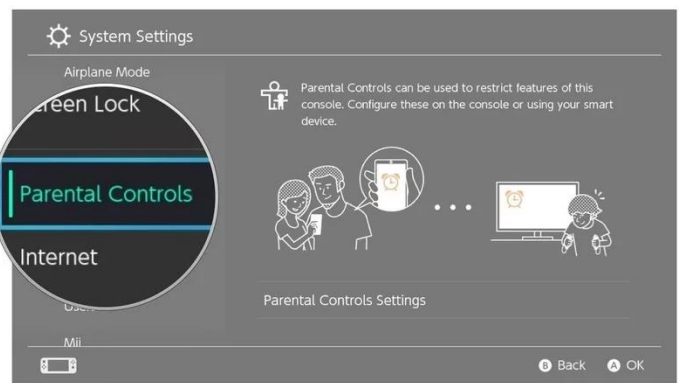 System Settings
Airplane Mode
Screen Lock
Parental Controls
Internet
Mii
Parental Controls can be used to restrict features of this
console. Configure these on the console or using your smart
device.
Parental Controls Settings
B Back A OK